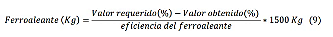 Ferroaleante (Kg) = Valor requerido(%) − Valor obtenido(%) / eficiencia del ferroaleante * 1500 Kg (9)